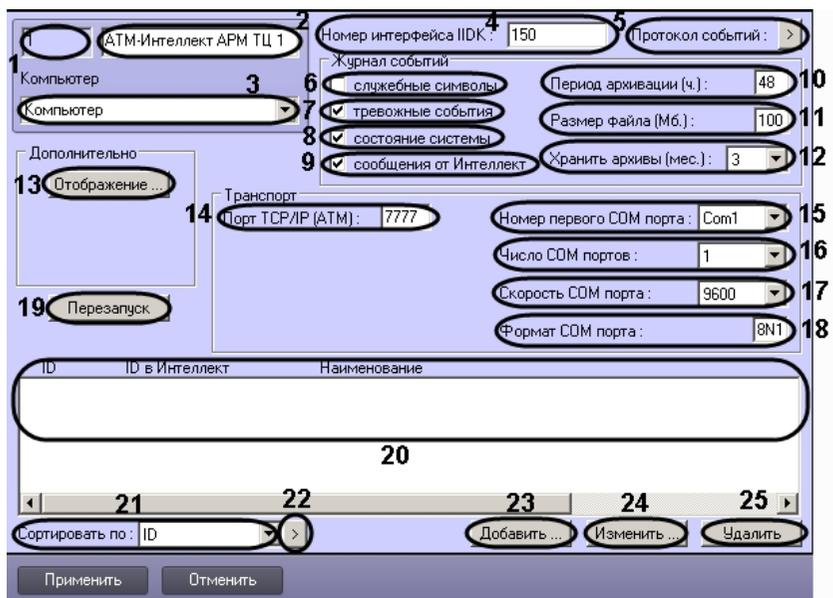 1 АТМ-Интеллект АРМ ТЦ 1 2 Номер интерфейса IIDK : 4 150 5 Протокол событий : >
1
Компьютер 3
Компьютер 7
Журнал событий
6 служебные символы
тревожные события
8 состояние системы
9 сообщения от Интеллект
Период архивации (ч.) : 48 10
Размер файла (Мб.) : 100 11
Хранить архивы (мес.) : 3 12
Дополнительно
13 Отображение ...
Транспорт
14 Порт TCP/IP (ATM) : 7777
Номер первого COM порта : Com1 15
Число COM портов : 1 16
Скорость COM порта : 9600 17
Формат COM порта : 8N1 18
19 Перезапуск
ID ID в Интеллект Наименование
20
21 22 23 24 25
Сортировать по : ID > Добавить ... Изменить ... Удалить
Применить Отменить